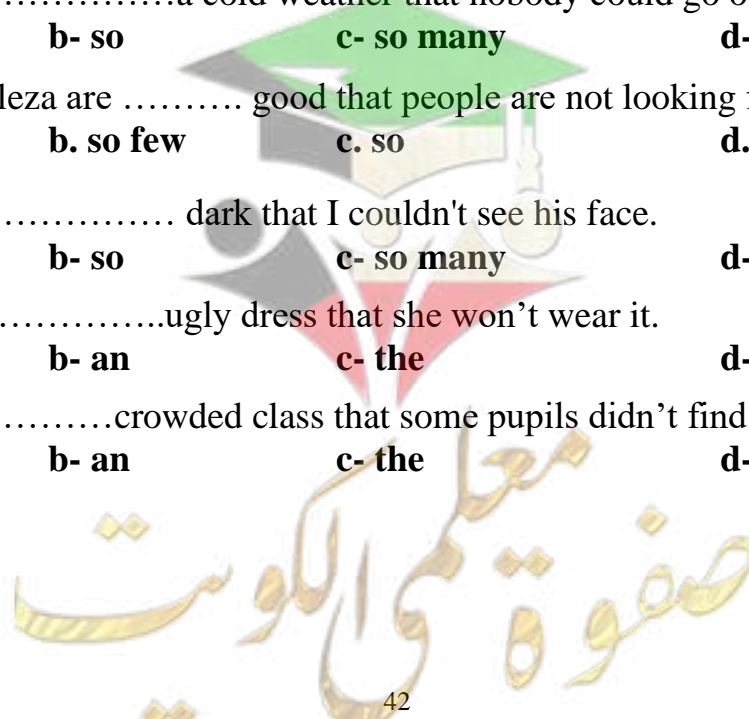 ……………a cold weather that nobody could go o
b- so c- so many d-
leza are ………. good that people are not looking
b. so few c. so d.
…………… dark that I couldn't see his face.
b- so c- so many d-
…………..ugly dress that she won’t wear it.
b- an c- the d-
………crowded class that some pupils didn’t find
b- an c- the d-
صفوة معلمى الكويت
42